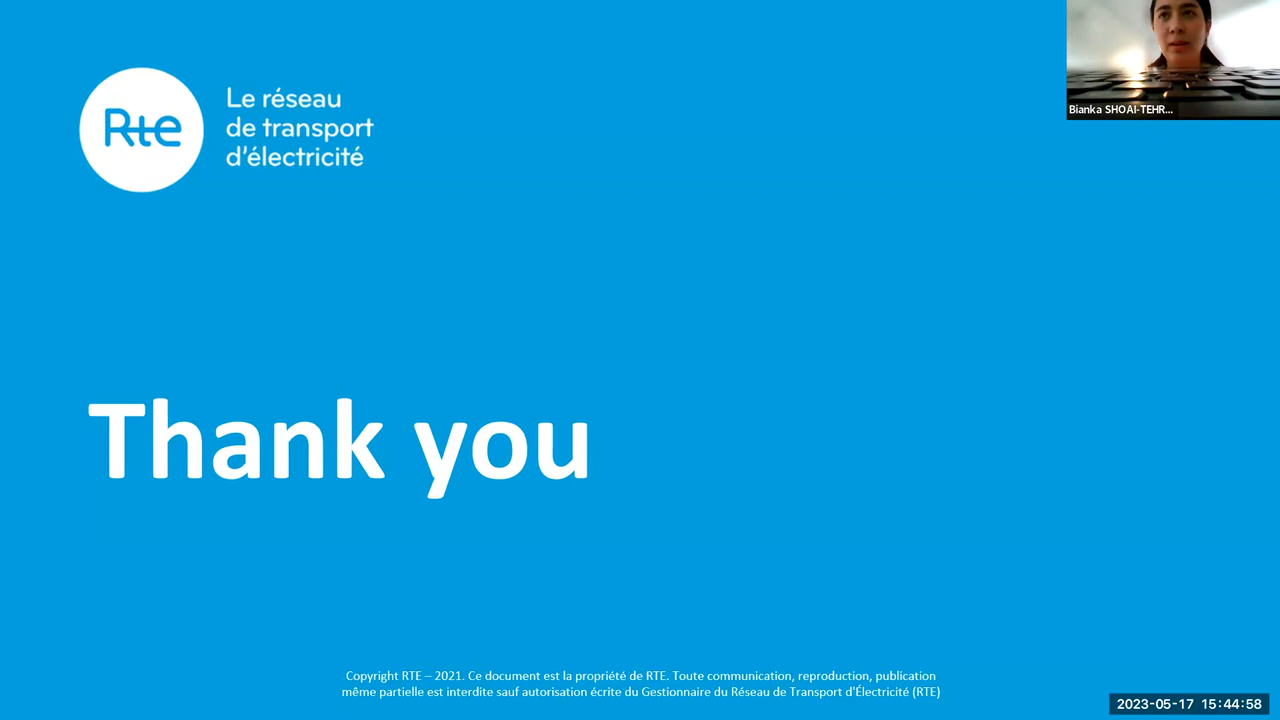 Rte
Le réseau
de transport
d'électricité
Bianka SHOAI-TEHR...
Thank you
Copyright RTE – 2021. Ce document est la propriété de RTE. Toute communication, reproduction, publication
même partielle est interdite sauf autorisation écrite du Gestionnaire du Réseau de Transport d'Électricité (RTE)
2023-05-17 15:44:58